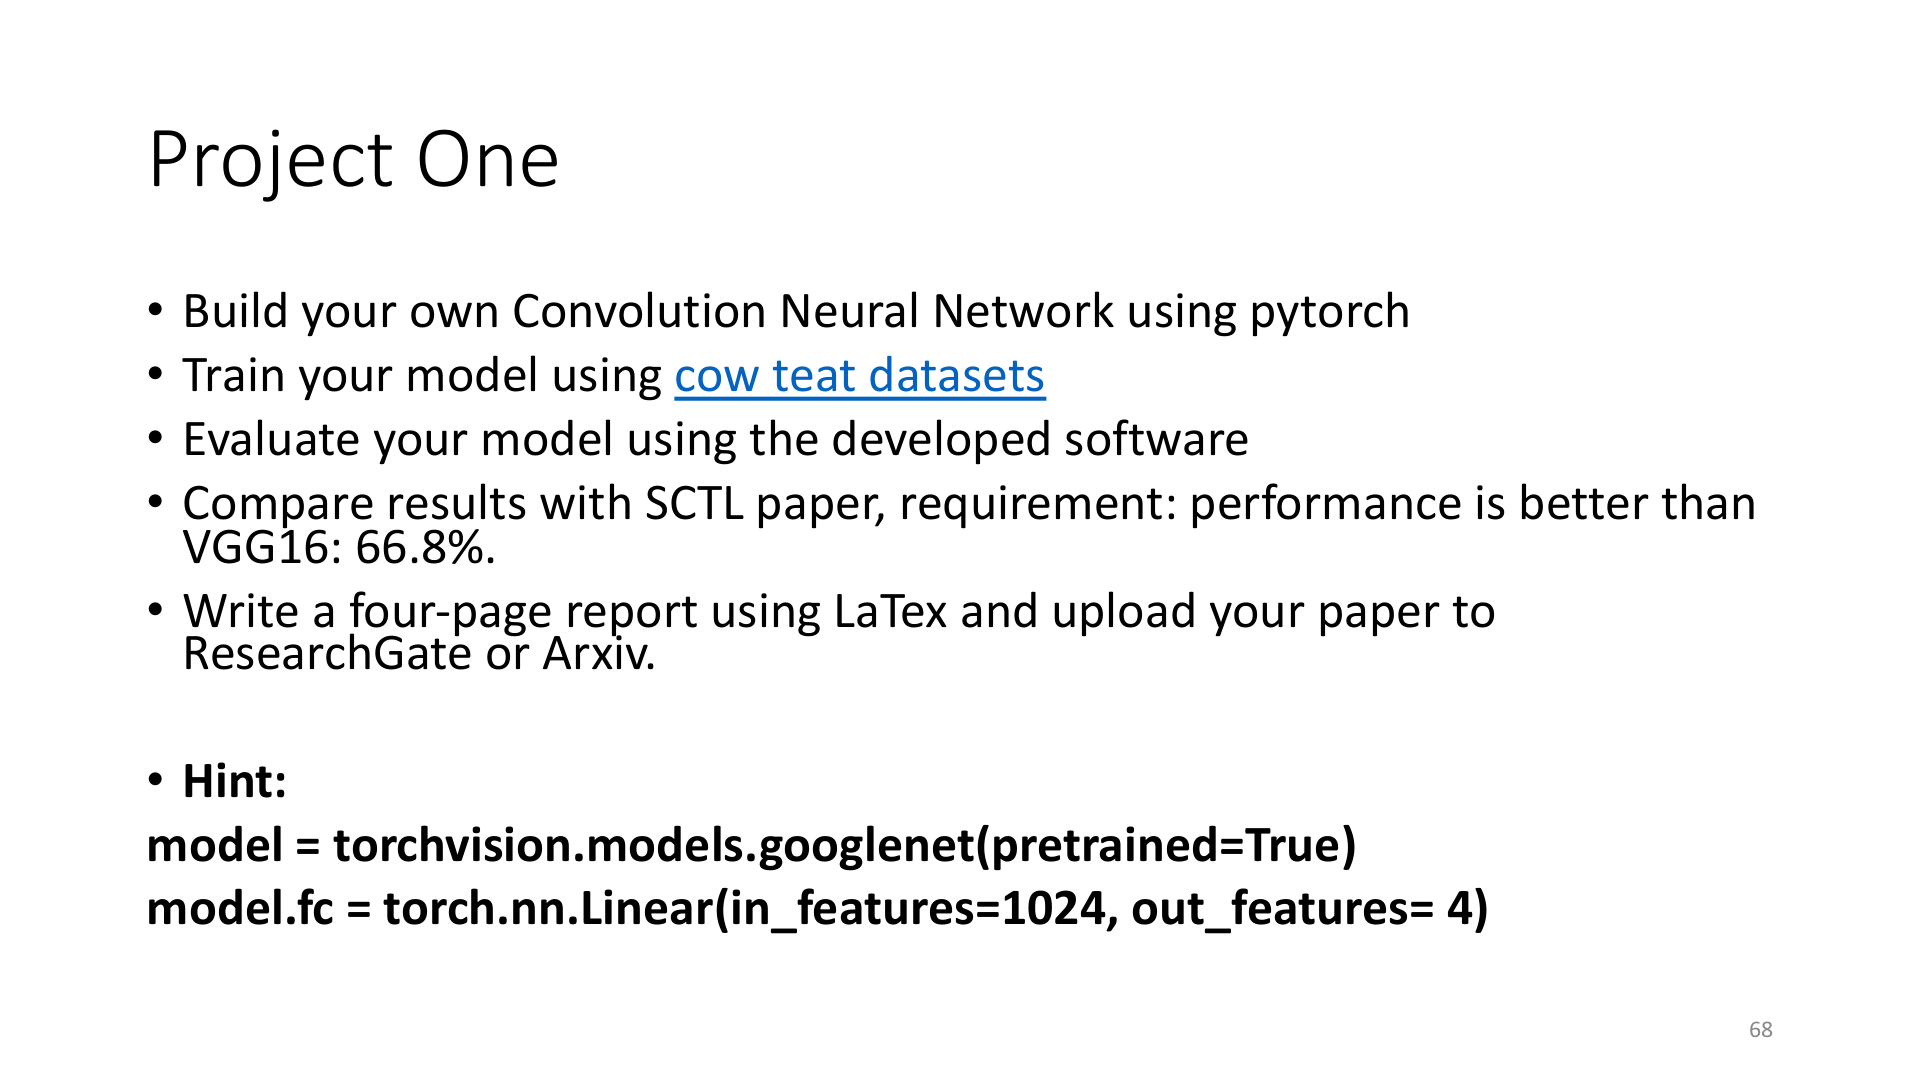 Project One
• Build your own Convolution Neural Network using pytorch
• Train your model using cow teat datasets
• Evaluate your model using the developed software
• Compare results with SCTL paper, requirement: performance is better than
VGG16: 66.8%.
• Write a four-page report using LaTex and upload your paper to
ResearchGate or Arxiv.
• Hint:
model = torchvision.models.googlenet(pretrained=True)
model.fc = torch.nn.Linear(in_features=1024, out_features= 4)
68